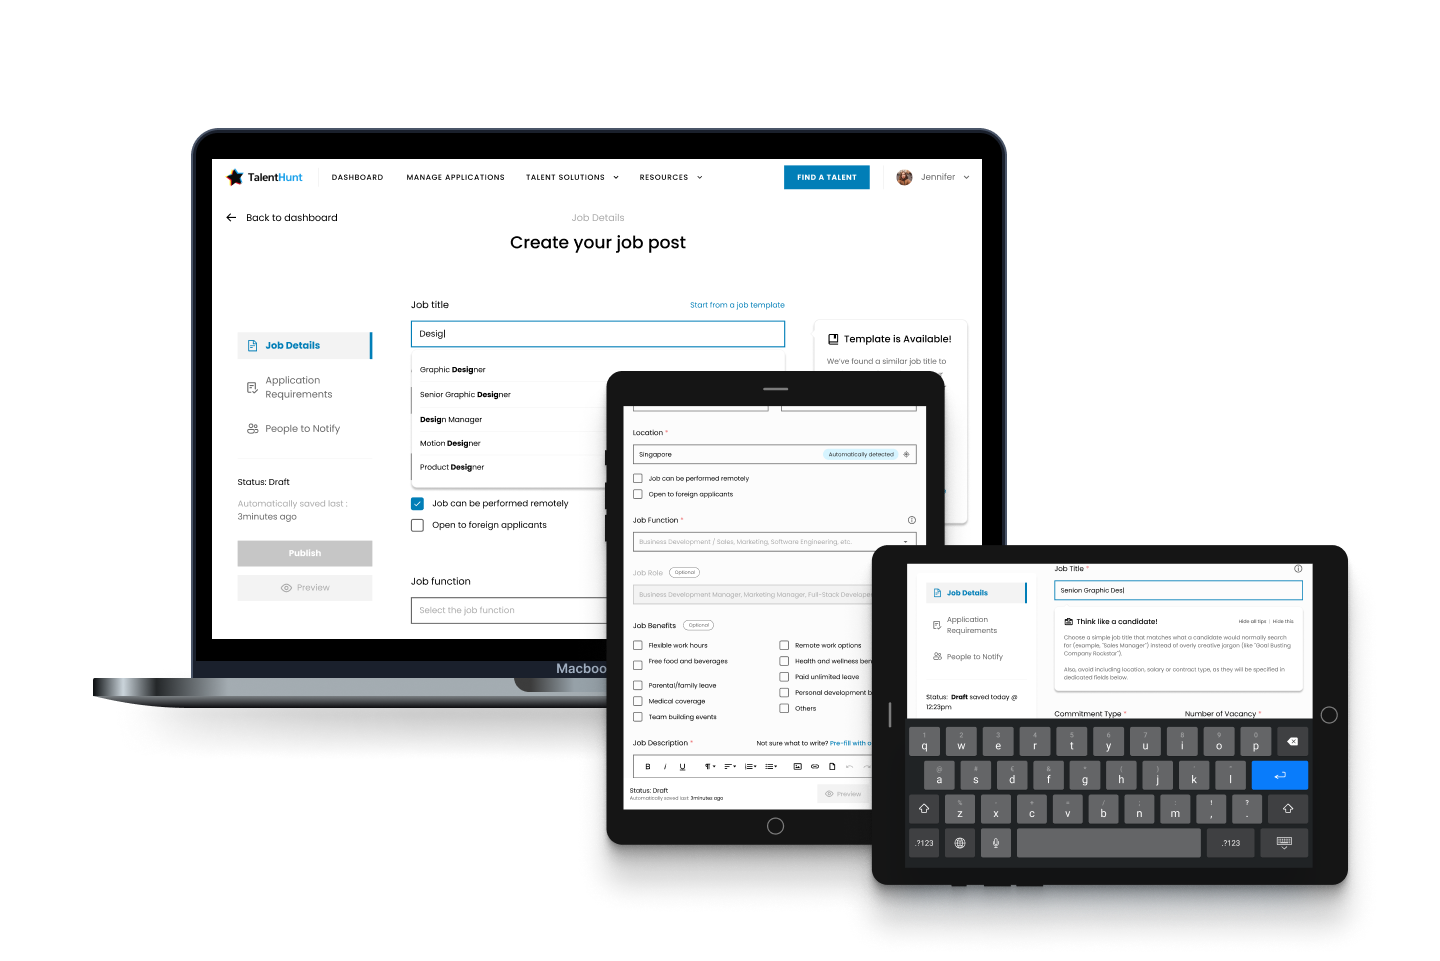 TalentHunt
DASHBOARD
MANAGE APPLICATIONS
TALENT SOLUTIONS
RESOURCES
FIND A TALENT
Jennifer
Back to dashboard
Job Details
Create your job post
Job Details
Application
Requirements
People to Notify
Status: Draft
Automatically saved last :
3minutes ago
Publish
Preview
Job title
Start from a job template
Desig
Graphic Designer
Senior Graphic Designer
Design Manager
Motion Designer
Product Designer
Job can be performed remotely
Open to foreign applicants
Job function
Select the job function
Template is Available!
We've found a similar job title to
Macboo
Location *
Singapore
Automatically detected
Job can be performed remotely
Open to foreign applicants
Job Function *
Business Development / Sales, Marketing, Software Engineering, etc.
Job Role
Optional
Business Development Manager, Marketing Manager, Full-Stack Develope
Job Benefits
Optional
Flexible work hours
Free food and beverages
Parental/family leave
Medical coverage
Team building events
Remote work options
Health and wellness ben
Paid unlimited leave
Personal development b
Others
Job Description *
Not sure what to write? Pre-fill with a
B i U
Status: Draft
Automatically saved last: 3minutes ago
Preview
Job Details
Application
Requirements
People to Notify
Status: Draft saved today @
12:23pm
Job Title *
Senion Graphic Des
Think like a candidate!
Hide all tips | Hide this
Choose a simple job title that matches what a candidate would normally search
for (example, "Sales Manager") instead of overly creative jargon (like "Goal Busting
Company Rockstar").
Also, avoid including location, salary or contract type, as they will be specified in
dedicated fields below.
Commitment Type *
Number of Vacancy *
1 2 3 4 5 6 7 8 9 0
q w e r t y u i o p
@ # € & * ( ) ' "
a s d f g h j k l
% - + = / ; : ! ?
z x c v b n m , .
.?123 .?123